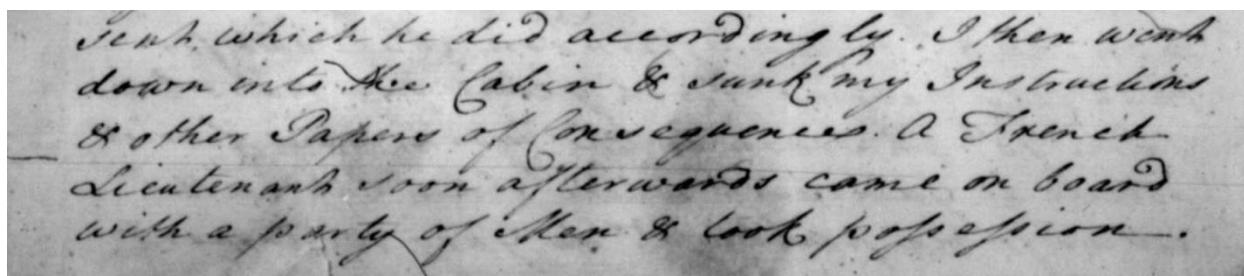 sent, which he did accordingly. I then went
down into the Cabin & sunk my Instructions
& other Papers of Consequences. A French
Lieutenant soon afterwards came on board
with a party of Men & took possession.